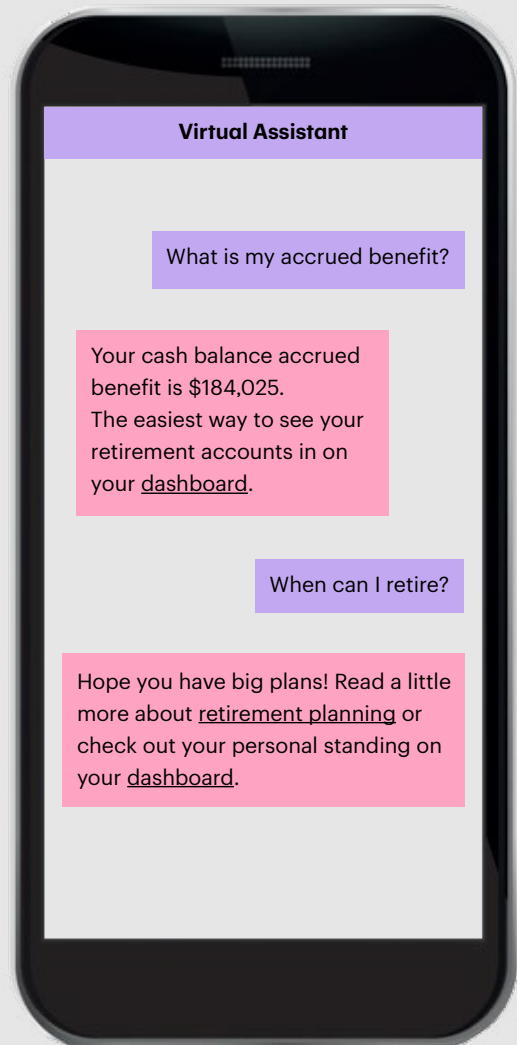 Virtual Assistant
What is my accrued benefit?
Your cash balance accrued
benefit is $184,025.
The easiest way to see your
retirement accounts in on
your dashboard.
When can I retire?
Hope you have big plans! Read a little
more about retirement planning or
check out your personal standing on
your dashboard.